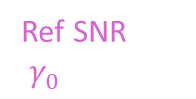 Ref SNR
γ₀